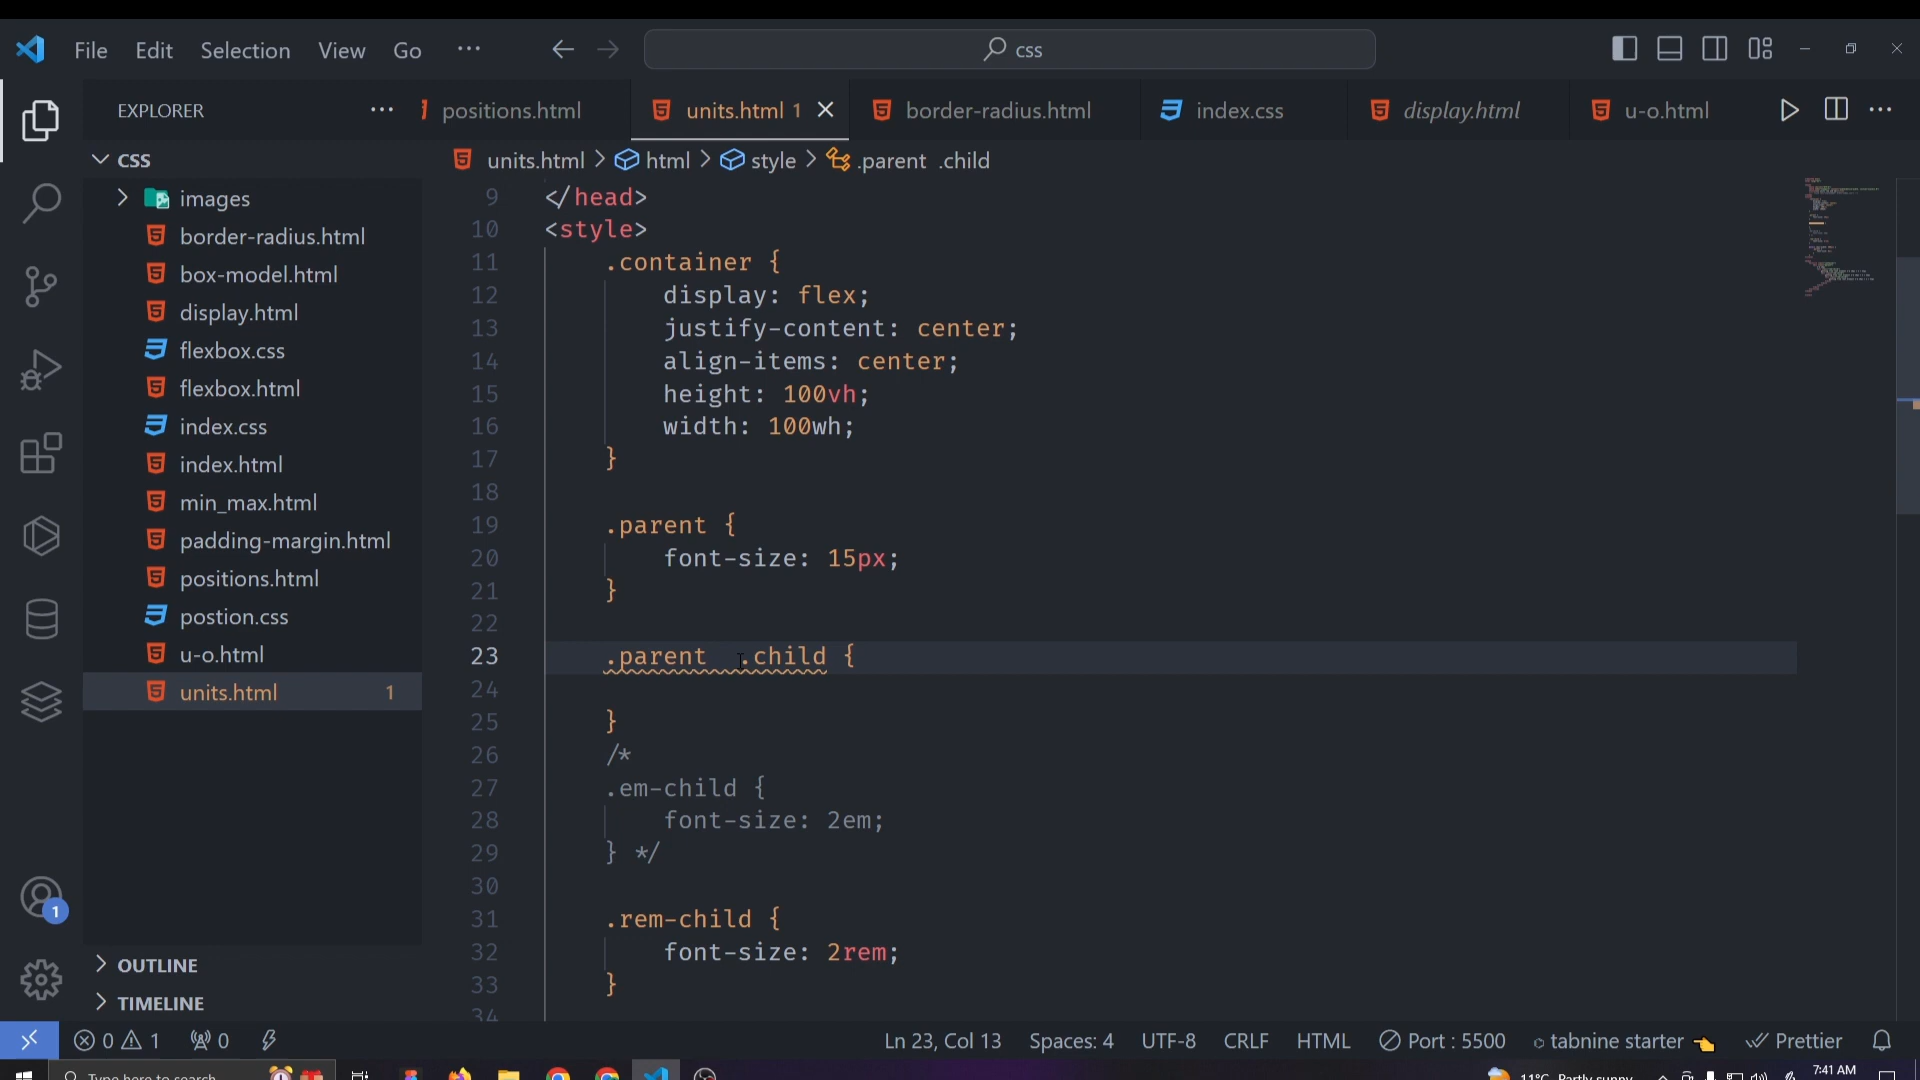 File Edit Selection View Go ··· css
EXPLORER ··· positions.html units.html 1 border-radius.html index.css display.html u-o.html ···
CSS
units.html > html > style > .parent .child
images
border-radius.html
box-model.html
display.html
flexbox.css
flexbox.html
index.css
index.html
min_max.html
padding-margin.html
positions.html
postion.css
u-o.html
units.html 1
OUTLINE
TIMELINE
1
9 </head>
10 <style>
11 .container {
12 display: flex;
13 justify-content: center;
14 align-items: center;
15 height: 100vh;
16 width: 100wh;
17 }
18
19 .parent {
20 font-size: 15px;
21 }
22
23 .parent .child {
24
25 }
26 /*
27 .em-child {
28 font-size: 2em;
29 } */
30
31 .rem-child {
32 font-size: 2rem;
33 }
34
0 1 0 Ln 23, Col 13 Spaces: 4 UTF-8 CRLF HTML Port : 5500 tabnine starter Prettier
Type here to search 11°C Partly sunny 7:41 AM